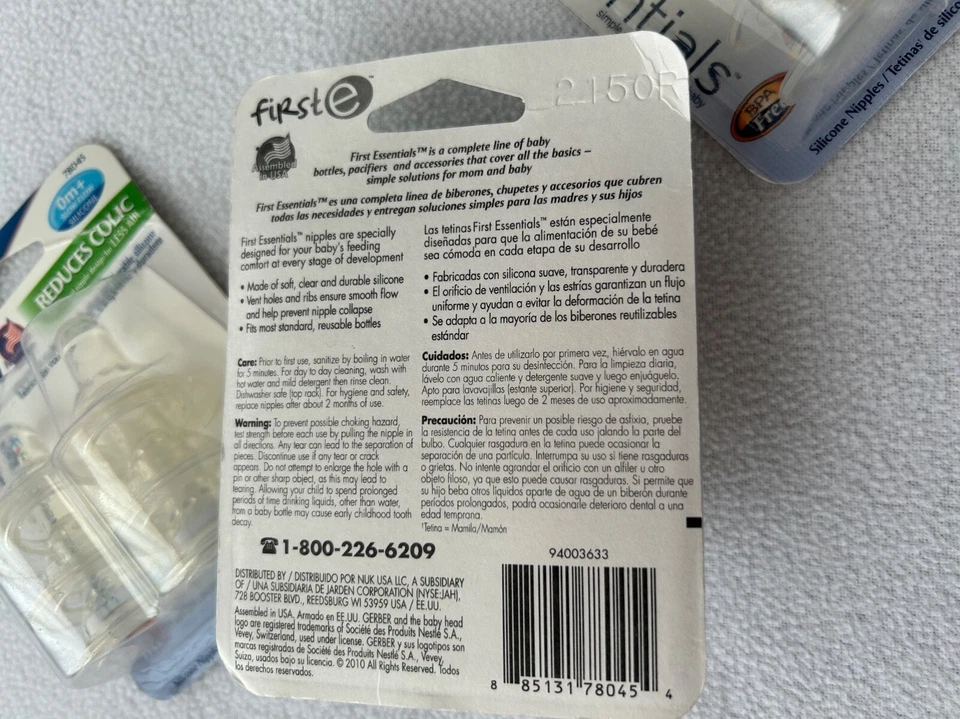 ntials™
simple
baby
BPA
Free
Silicone Nipples / Tetinas¹ de silico
21150F
78045
0m+
SLOW FLOW
SILICONE
REDUCES COLIC
LESS AIR
first e™
Assembled
in USA
First Essentials™ is a complete line of baby
bottles, pacifiers and accessories that cover all the basics –
simple solutions for mom and baby
First Essentials™ es una completa linea de biberones, chupetes y accesorios que cubren
todas las necesidades y entregan soluciones simples para las madres y sus hijos
First Essentials™ nipples are specially
designed for your baby's feeding
comfort at every stage of development
• Made of soft, clear and durable silicone
• Vent holes and ribs ensure smooth flow
and help prevent nipple collapse
• Fits most standard, reusable bottles
Care: Prior to first use, sanitize by boiling in water
for 5 minutes. For day to day cleaning, wash with
hot water and mild detergent then rinse clean.
Dishwasher safe (top rack). For hygiene and safety,
replace nipples after about 2 months of use.
Warning: To prevent possible choking hazard,
test strength before each use by pulling the nipple in
all directions. Any tear can lead to the separation of
pieces. Discontinue use if any tear or crack
appears. Do not attempt to enlarge the hole with a
pin or other sharp object, as this may lead to
tearing. Allowing your child to spend prolonged
periods of time drinking liquids, other than water,
from a baby bottle may cause early childhood tooth
decay.
Las tetinas First Essentials™ están especialmente
diseñadas para que la alimentación de su bebé
sea cómoda en cada etapa de su desarrollo
• Fabricadas con silicona suave, transparente y duradera
• El orificio de ventilación y las estrías garantizan un flujo
uniforme y ayudan a evitar la deformación de la tetina
• Se adapta a la mayoría de los biberones reutilizables
estándar
Cuidados: Antes de utilizarlo por primera vez, hiérvalo en agua
durante 5 minutos para su desinfección. Para la limpieza diaria,
lávelo con agua caliente y detergente suave y luego enjuáguelo.
Apto para lavavajillas (estante superior). Por higiene y seguridad,
reemplace las tetinas luego de 2 meses de uso aproximadamente.
Precaución: Para prevenir un posible riesgo de asfixia, pruebe
la resistencia de la tetina antes de cada uso jalando la parte del
bulbo. Cualquier rasgadura en la tetina puede ocasionar la
separación de una partícula. Interrumpa su uso si tiene rasgaduras
o grietas. No intente agrandar el orificio con un alfiler u otro
objeto filoso, ya que esto puede causar rasgaduras. Si permite que
su hijo beba otros líquidos aparte de agua de un biberón durante
períodos prolongados, podrá ocasionarle deterioro dental a una
edad temprana.
¹Tetina = Mamila/Mamón
☎ 1-800-226-6209
DISTRIBUTED BY / DISTRIBUIDO POR NUK USA LLC, A SUBSIDIARY
OF / UNA SUBSIDIARIA DE JARDEN CORPORATION (NYSE:JAH),
728 BOOSTER BLVD., REEDSBURG WI 53959 USA / EE.UU.
Assembled in USA. Armado en EE.UU. GERBER and the baby head
logo are registered trademarks of Société des Produits Nestlé S.A.,
Vevey, Switzerland, used under license. GERBER y sus logotipos son
marcas registradas de Société des Produits Nestlé S.A., Vevey,
Suiza, usados bajo su licencia. © 2010 All Rights Reserved. Todos
los derechos reservados.
94003633
8 85131 78045 4